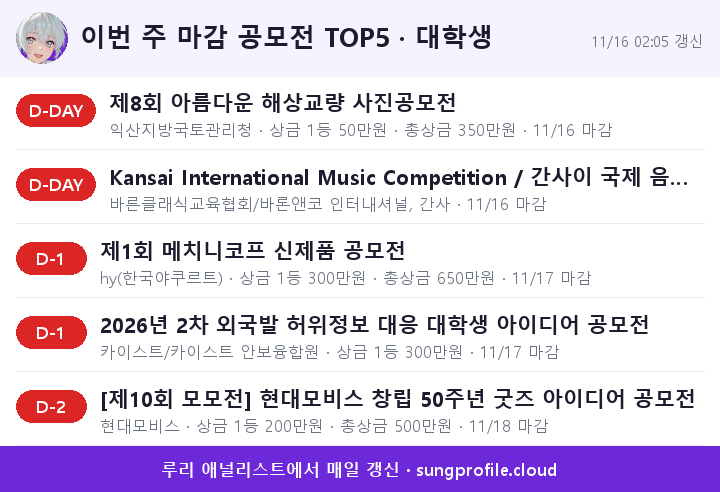 이번 주 마감 공모전 TOP5 · 대학생
11/16 02:05 갱신
D-DAY
제8회 아름다운 해상교량 사진공모전
익산지방국토관리청 · 상금 1등 50만원 · 총상금 350만원 · 11/16 마감
D-DAY
Kansai International Music Competition / 간사이 국제 음...
바른클래식교육협회/바론앤코 인터내셔널, 간사 · 11/16 마감
D-1
제1회 메치니코프 신제품 공모전
hy(한국야쿠르트) · 상금 1등 300만원 · 총상금 650만원 · 11/17 마감
D-1
2026년 2차 외국발 허위정보 대응 대학생 아이디어 공모전
카이스트/카이스트 안보융합원 · 상금 1등 300만원 · 11/17 마감
D-2
[제10회 모모전] 현대모비스 창립 50주년 굿즈 아이디어 공모전
현대모비스 · 상금 1등 200만원 · 총상금 500만원 · 11/18 마감
루리 애널리스트에서 매일 갱신 · sungprofile.cloud